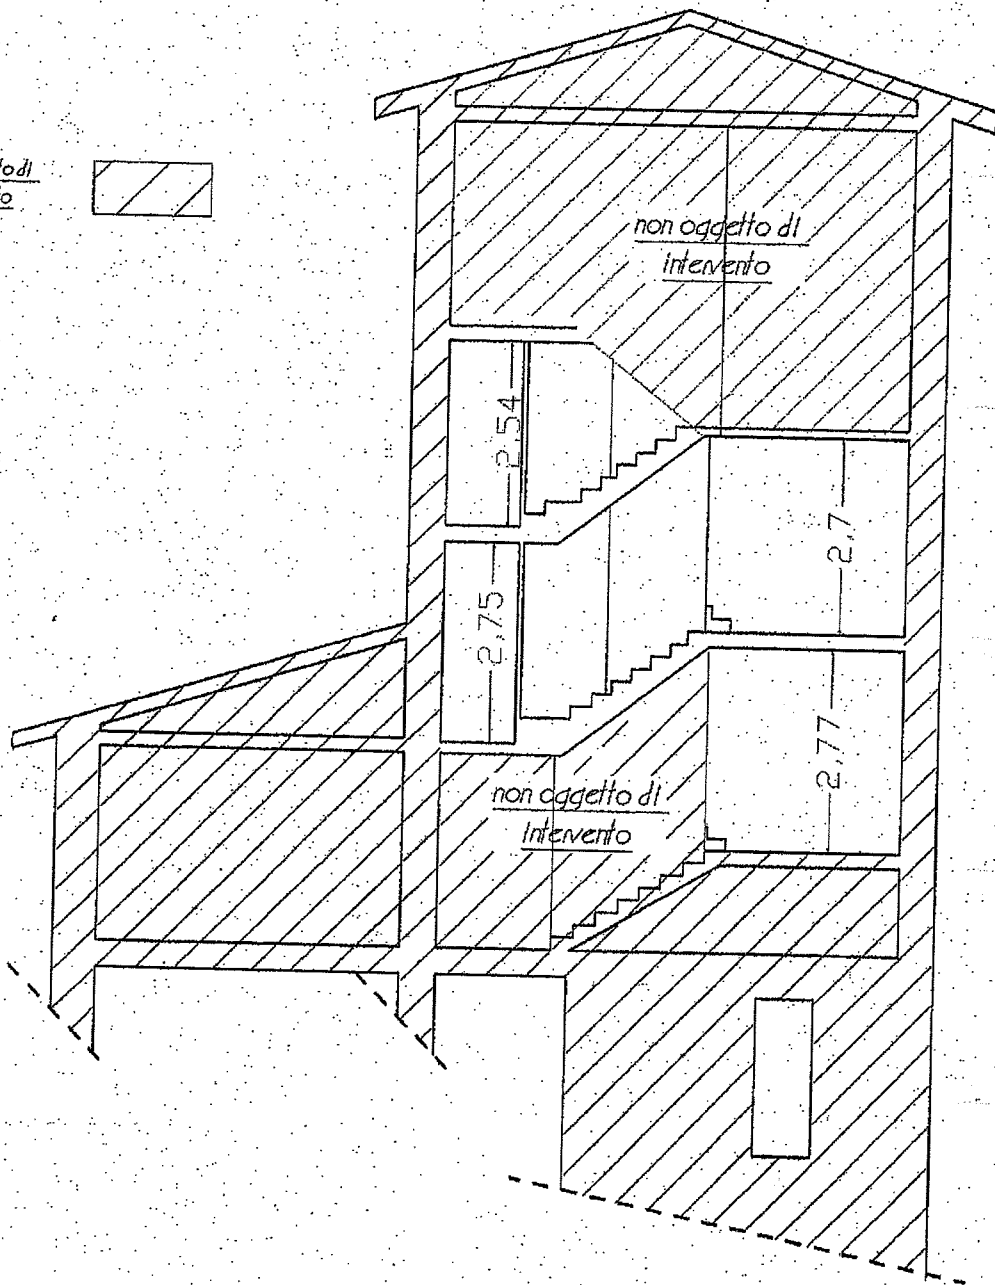 non oggetto di
intervento
2,54
2,7
2,75
2,77
non oggetto di
intervento